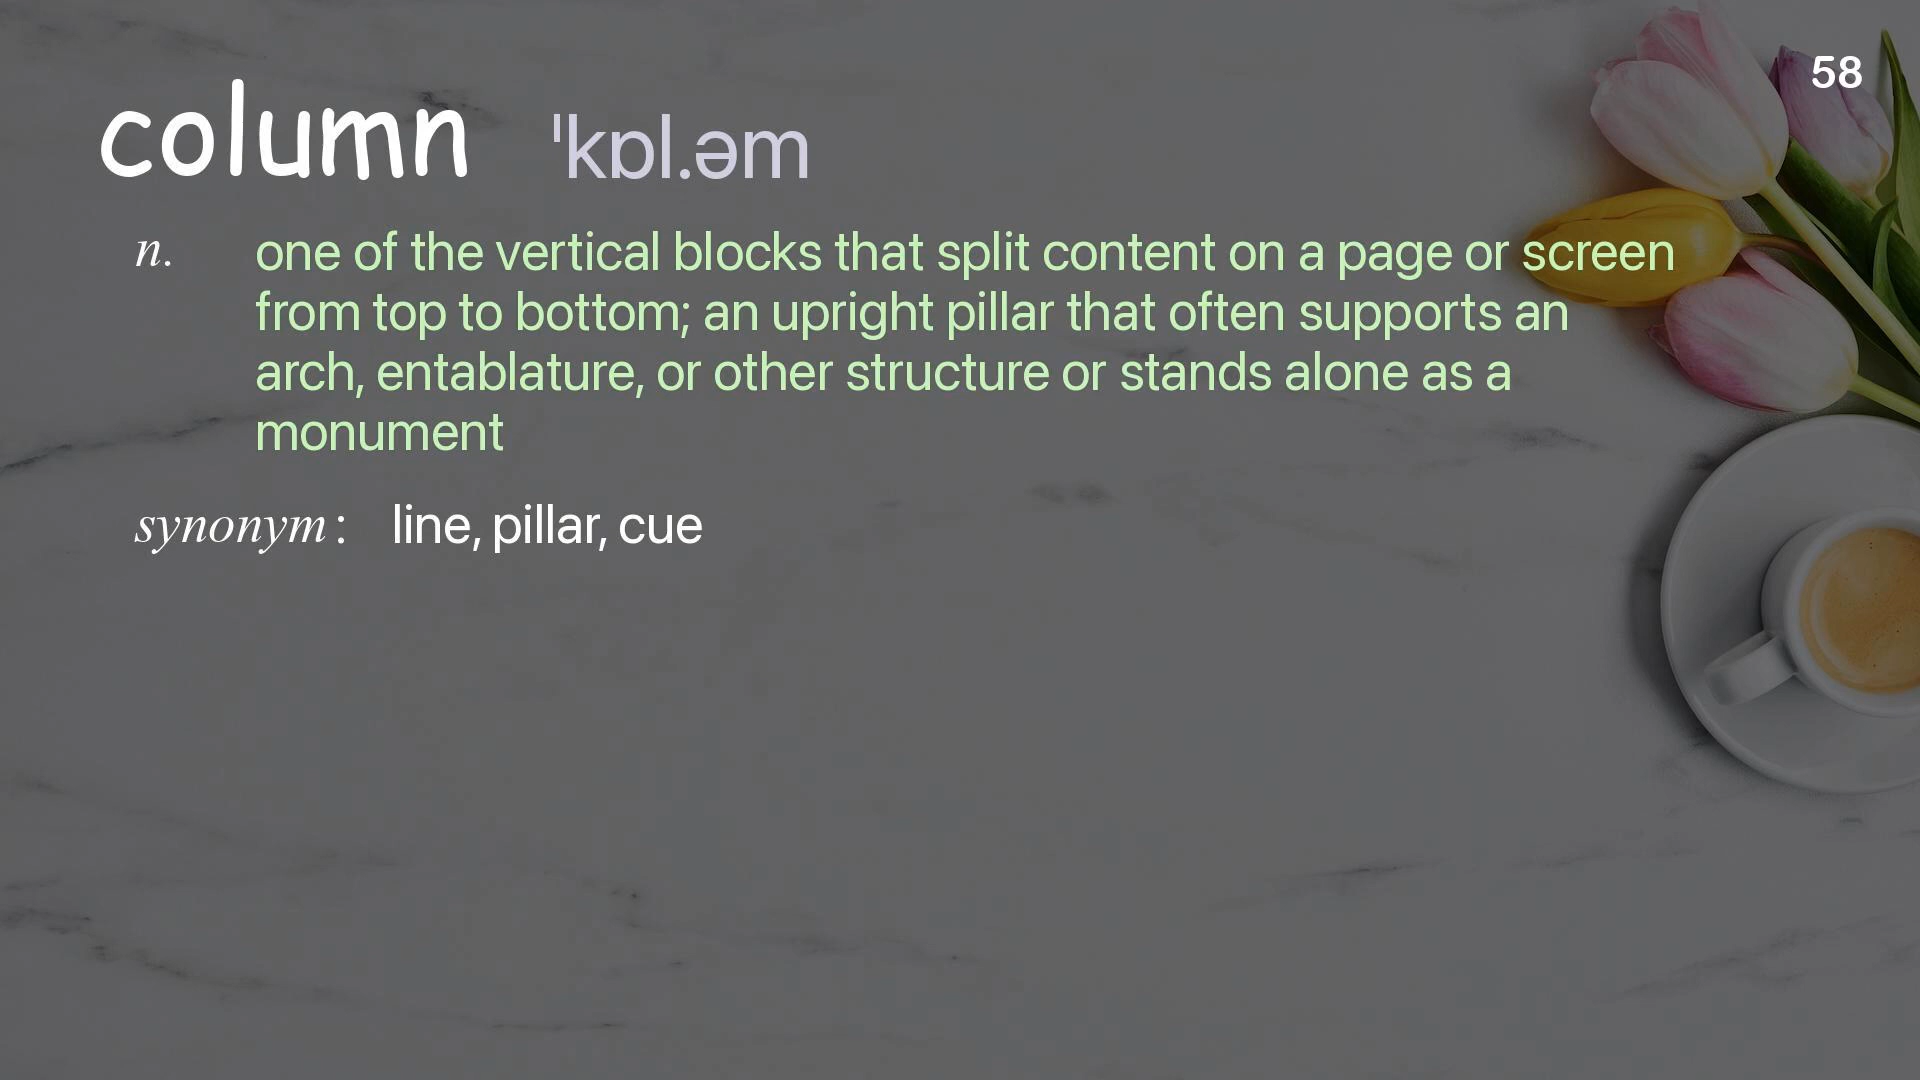 58
column ˈkɒl.əm
n. one of the vertical blocks that split content on a page or screen
from top to bottom; an upright pillar that often supports an
arch, entablature, or other structure or stands alone as a
monument
synonym : line, pillar, cue